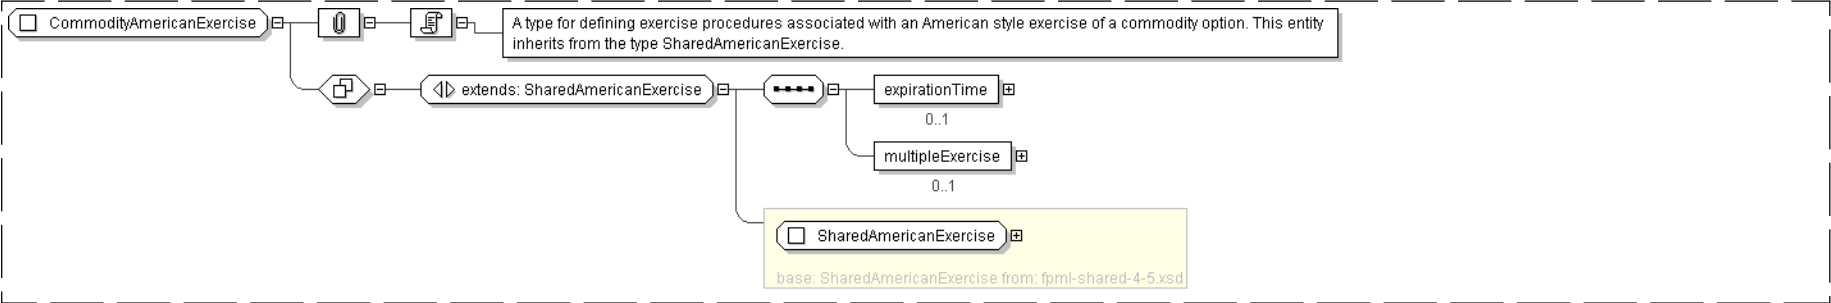 CommodityAmericanExercise
A type for defining exercise procedures associated with an American style exercise of a commodity option. This entity
inherits from the type SharedAmericanExercise.
extends: SharedAmericanExercise
expirationTime
0..1
multipleExercise
0..1
SharedAmericanExercise
base: SharedAmericanExercise from: fpml-shared-4-5.xsd